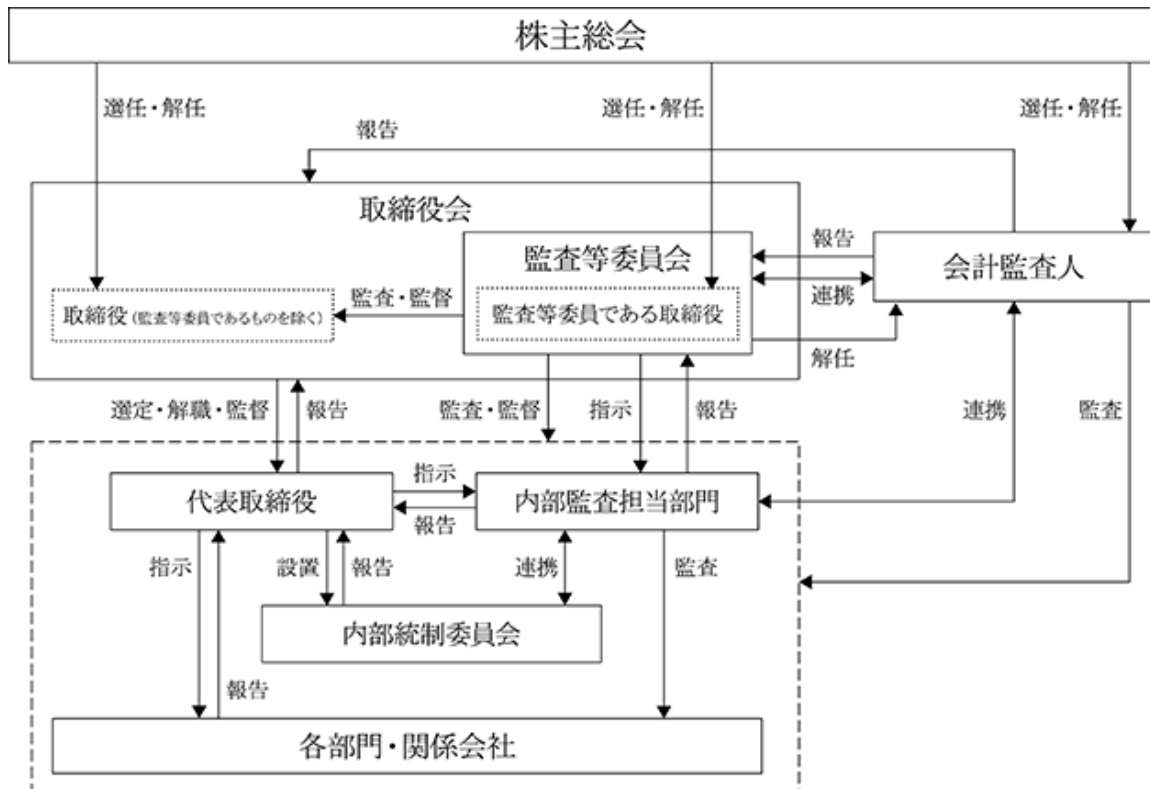 株主総会
選任・解任
選任・解任
選任・解任
報告
取締役会
監査等委員会
報告
会計監査人
連携
監査・監督
取締役（監査等委員であるものを除く）
監査等委員である取締役
解任
選定・解職・監督
報告
監査・監督
指示
報告
連携
監査
代表取締役
指示
内部監査担当部門
報告
指示
設置
報告
連携
監査
内部統制委員会
報告
各部門・関係会社